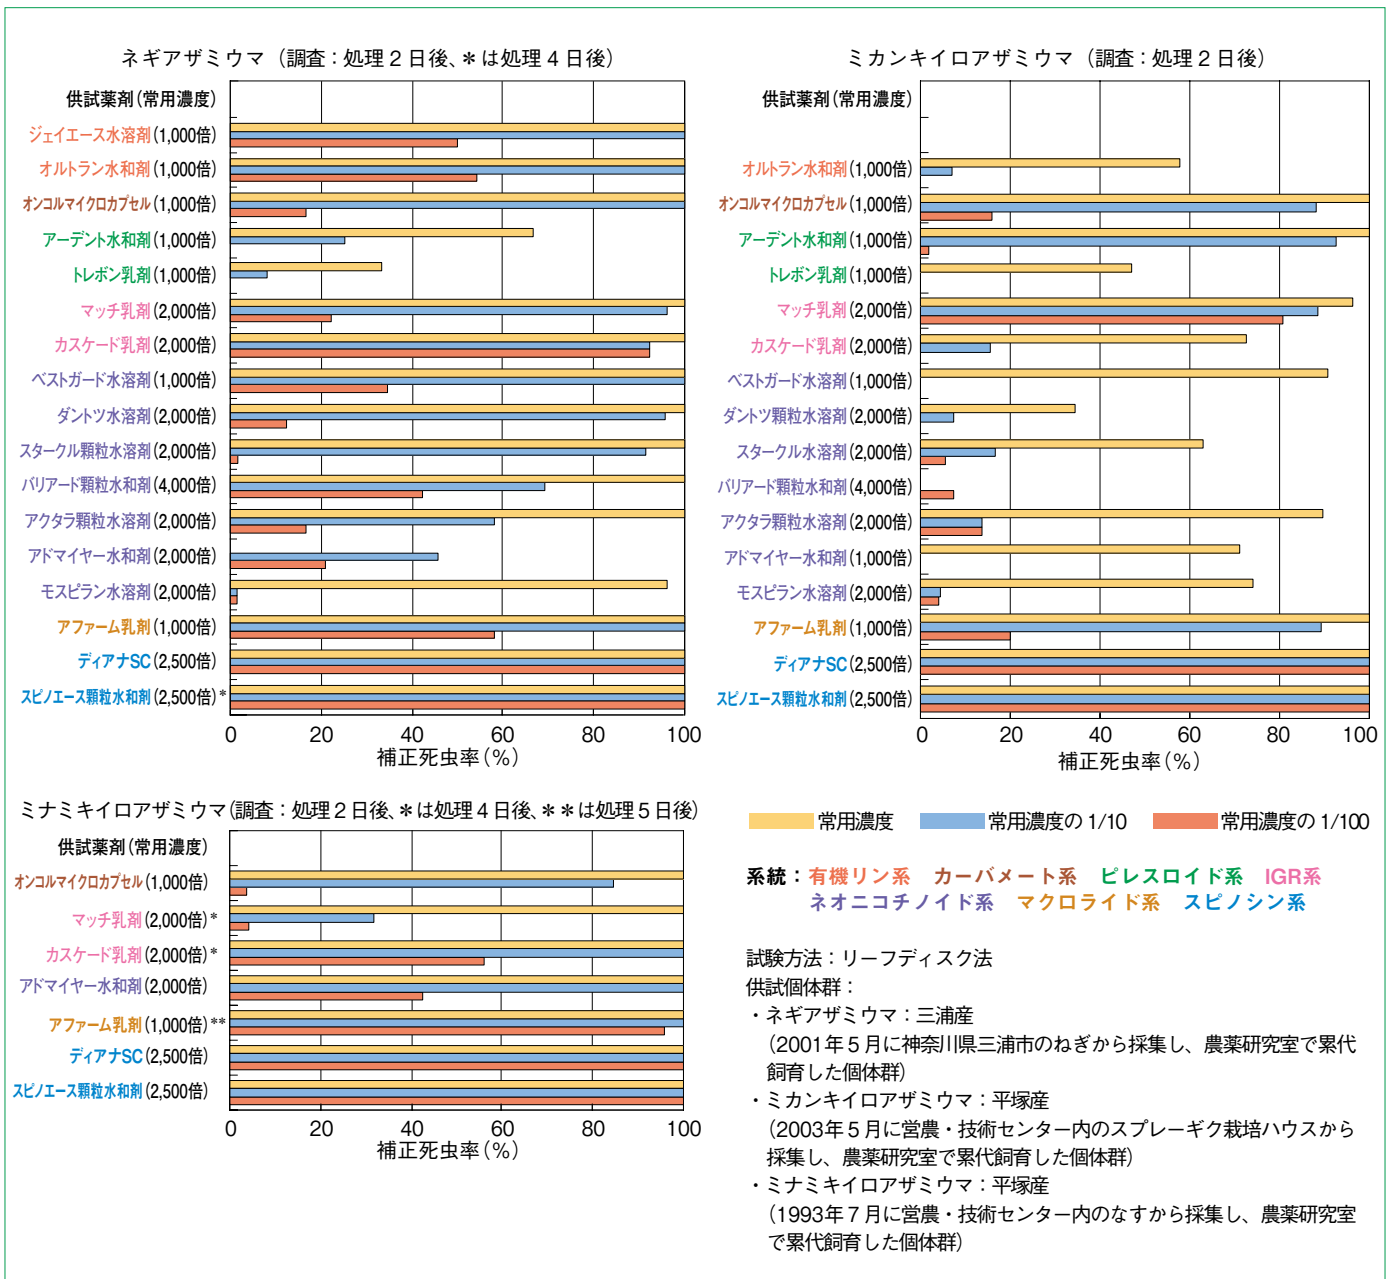 ネギアザミウマ（調査：処理2日後、＊は処理4日後）
供試薬剤（常用濃度）
ジェイエース水溶剤（1,000倍）
オルトラン水和剤（1,000倍）
オンコルマイクロカプセル（1,000倍）
アーデント水和剤（1,000倍）
トレボン乳剤（1,000倍）
マッチ乳剤（2,000倍）
カスケード乳剤（2,000倍）
ベストガード水溶剤（1,000倍）
ダントツ水溶剤（2,000倍）
スタークル顆粒水溶剤（2,000倍）
バリアード顆粒水和剤（4,000倍）
アクタラ顆粒水溶剤（2,000倍）
アドマイヤー水和剤（2,000倍）
モスピラン水溶剤（2,000倍）
アファーム乳剤（1,000倍）
ディアナSC（2,500倍）
スピノエース顆粒水和剤（2,500倍）*
0 20 40 60 80 100
補正死虫率（%）
ミカンキイロアザミウマ（調査：処理2日後）
供試薬剤（常用濃度）
オルトラン水和剤（1,000倍）
オンコルマイクロカプセル（1,000倍）
アーデント水和剤（1,000倍）
トレボン乳剤（1,000倍）
マッチ乳剤（2,000倍）
カスケード乳剤（2,000倍）
ベストガード水溶剤（1,000倍）
ダントツ顆粒水溶剤（2,000倍）
スタークル水溶剤（2,000倍）
バリアード顆粒水和剤（4,000倍）
アクタラ顆粒水溶剤（2,000倍）
アドマイヤー水和剤（1,000倍）
モスピラン水溶剤（2,000倍）
アファーム乳剤（1,000倍）
ディアナSC（2,500倍）
スピノエース顆粒水和剤（2,500倍）
0 20 40 60 80 100
補正死虫率（%）
ミナミキイロアザミウマ（調査：処理2日後、＊は処理4日後、＊＊は処理5日後）
供試薬剤（常用濃度）
オンコルマイクロカプセル（1,000倍）
マッチ乳剤（2,000倍）*
カスケード乳剤（2,000倍）*
アドマイヤー水和剤（2,000倍）
アファーム乳剤（1,000倍）**
ディアナSC（2,500倍）
スピノエース顆粒水和剤（2,500倍）
0 20 40 60 80 100
補正死虫率（%）
常用濃度 常用濃度の1/10 常用濃度の1/100
系統：有機リン系 カーバメート系 ピレスロイド系 IGR系
ネオニコチノイド系 マクロライド系 スピノシン系
試験方法：リーフディスク法
供試個体群：
・ネギアザミウマ：三浦産
（2001年5月に神奈川県三浦市のねぎから採集し、農薬研究室で累代
飼育した個体群）
・ミカンキイロアザミウマ：平塚産
（2003年5月に営農・技術センター内のスプレーギク栽培ハウスから
採集し、農薬研究室で累代飼育した個体群）
・ミナミキイロアザミウマ：平塚産
（1993年7月に営農・技術センター内のなすから採集し、農薬研究室
で累代飼育した個体群）